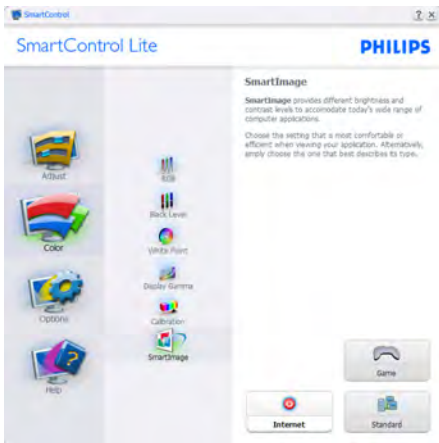 SmartControl
? x
SmartControl Lite
PHILIPS
SmartImage
SmartImage provides different brightness and
contrast levels to accomodate today's wide range of
computer applications.
Choose the setting that is most comfortable or
efficient when viewing your application. Alternatively,
simply choose the one that best describes its type.
Adjust
Color
Options
Help
RGB
Black Level
White Point
Display Gamma
Calibration
SmartImage
Game
Internet
Standard